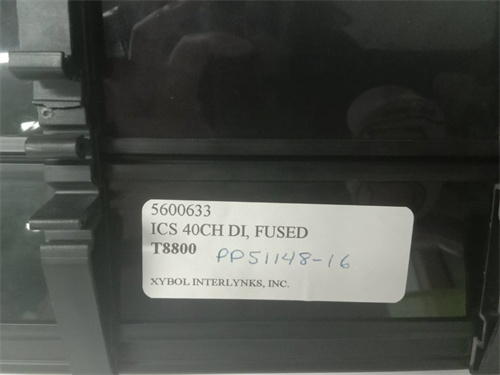 5600633
ICS 40CH DI, FUSED
T8800 PP51148-16
XYBOL INTERLYNKS, INC.